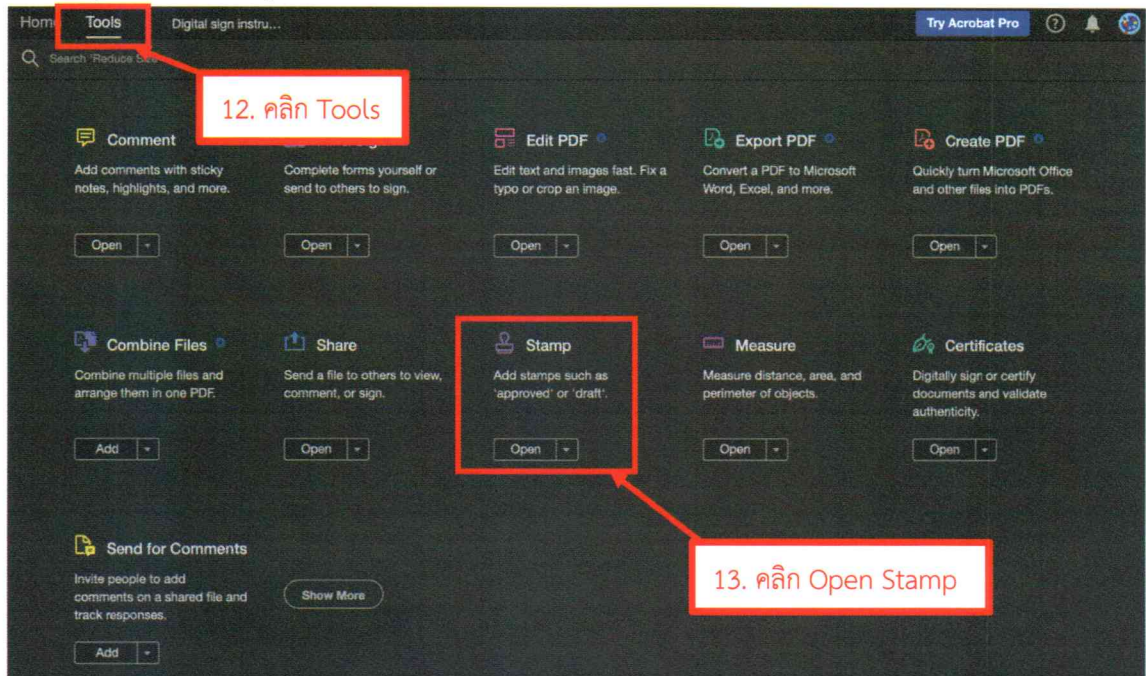 Home Tools Digital sign instru... Try Acrobat Pro
Search 'Reduce Size'
12. คลิก Tools
Comment
Edit PDF
Export PDF
Create PDF
Add comments with sticky
notes, highlights, and more.
Complete forms yourself or
send to others to sign.
Edit text and images fast. Fix a
typo or crop an image.
Convert a PDF to Microsoft
Word, Excel, and more.
Quickly turn Microsoft Office
and other files into PDFs.
Open
Open
Open
Open
Open
Combine Files
Share
Stamp
Measure
Certificates
Combine multiple files and
arrange them in one PDF.
Send a file to others to view,
comment, or sign.
Add stamps such as
'approved' or 'draft'.
Measure distance, area, and
perimeter of objects.
Digitally sign or certify
documents and validate
authenticity.
Add
Open
Open
Open
Open
Send for Comments
Invite people to add
comments on a shared file and
track responses.
Show More
13. คลิก Open Stamp
Add